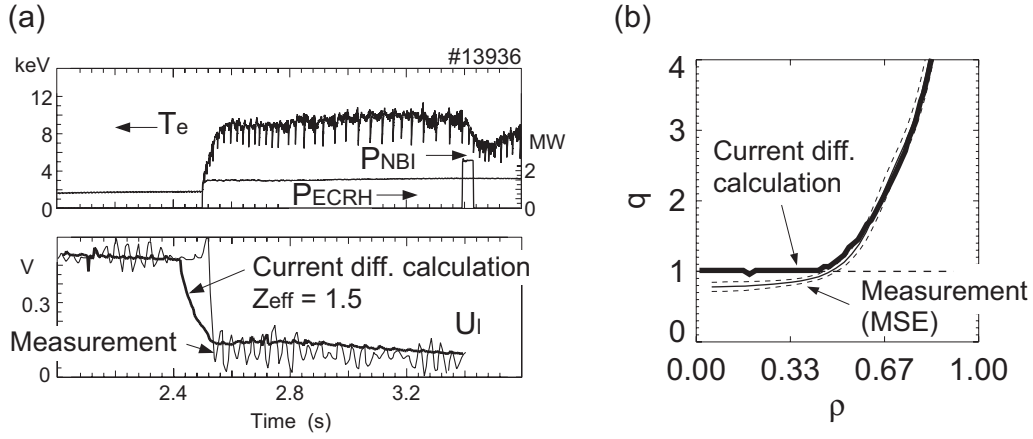 (a)
keV
#13936
12
8
4
0
Te
MW
2
0
PNBI
PECRH
V
0.3
0
Current diff. calculation
Zeff = 1.5
Measurement
Ul
2.4
2.8
3.2
Time (s)
(b)
4
3
2
1
0
q
Current diff.
calculation
Measurement
(MSE)
0.00
0.33
0.67
1.00
ρ